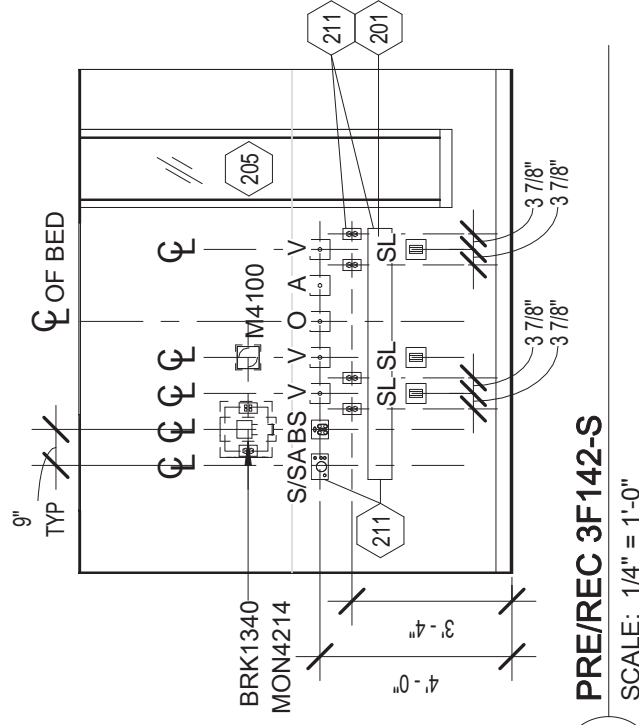 9"
TYP
℄ OF BED
℄ ℄ ℄ ℄ ℄
205
211
201
M4100
S/SA BS V V O A V
SL-SL SL
211
BRK1340
MON4214
4' - 0"
3' - 4"
3 7/8"
3 7/8"
3 7/8"
3 7/8"
PRE/REC 3F142-S
SCALE: 1/4" = 1'-0"